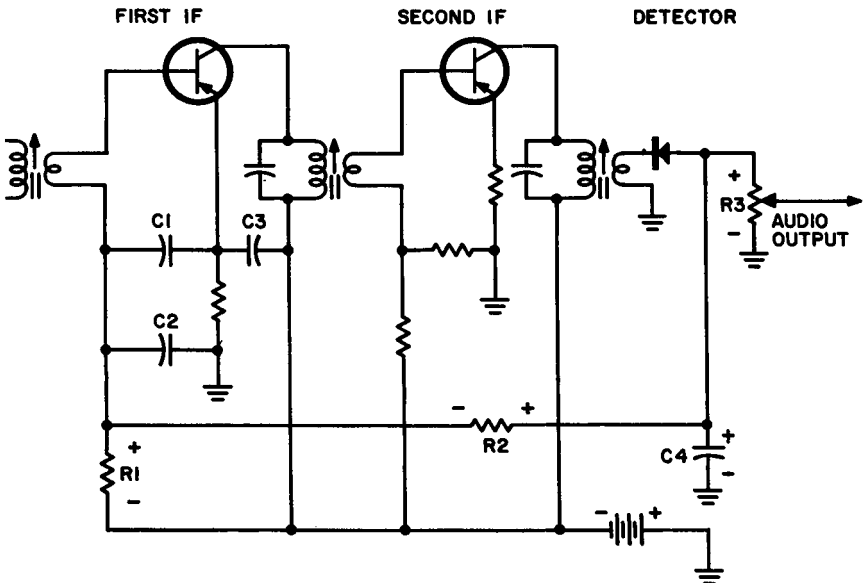 FIRST IF
SECOND IF
DETECTOR
C1
C3
+
R3
-
AUDIO
OUTPUT
C2
-
+
R2
+
R1
-
C4
+
-
-
+